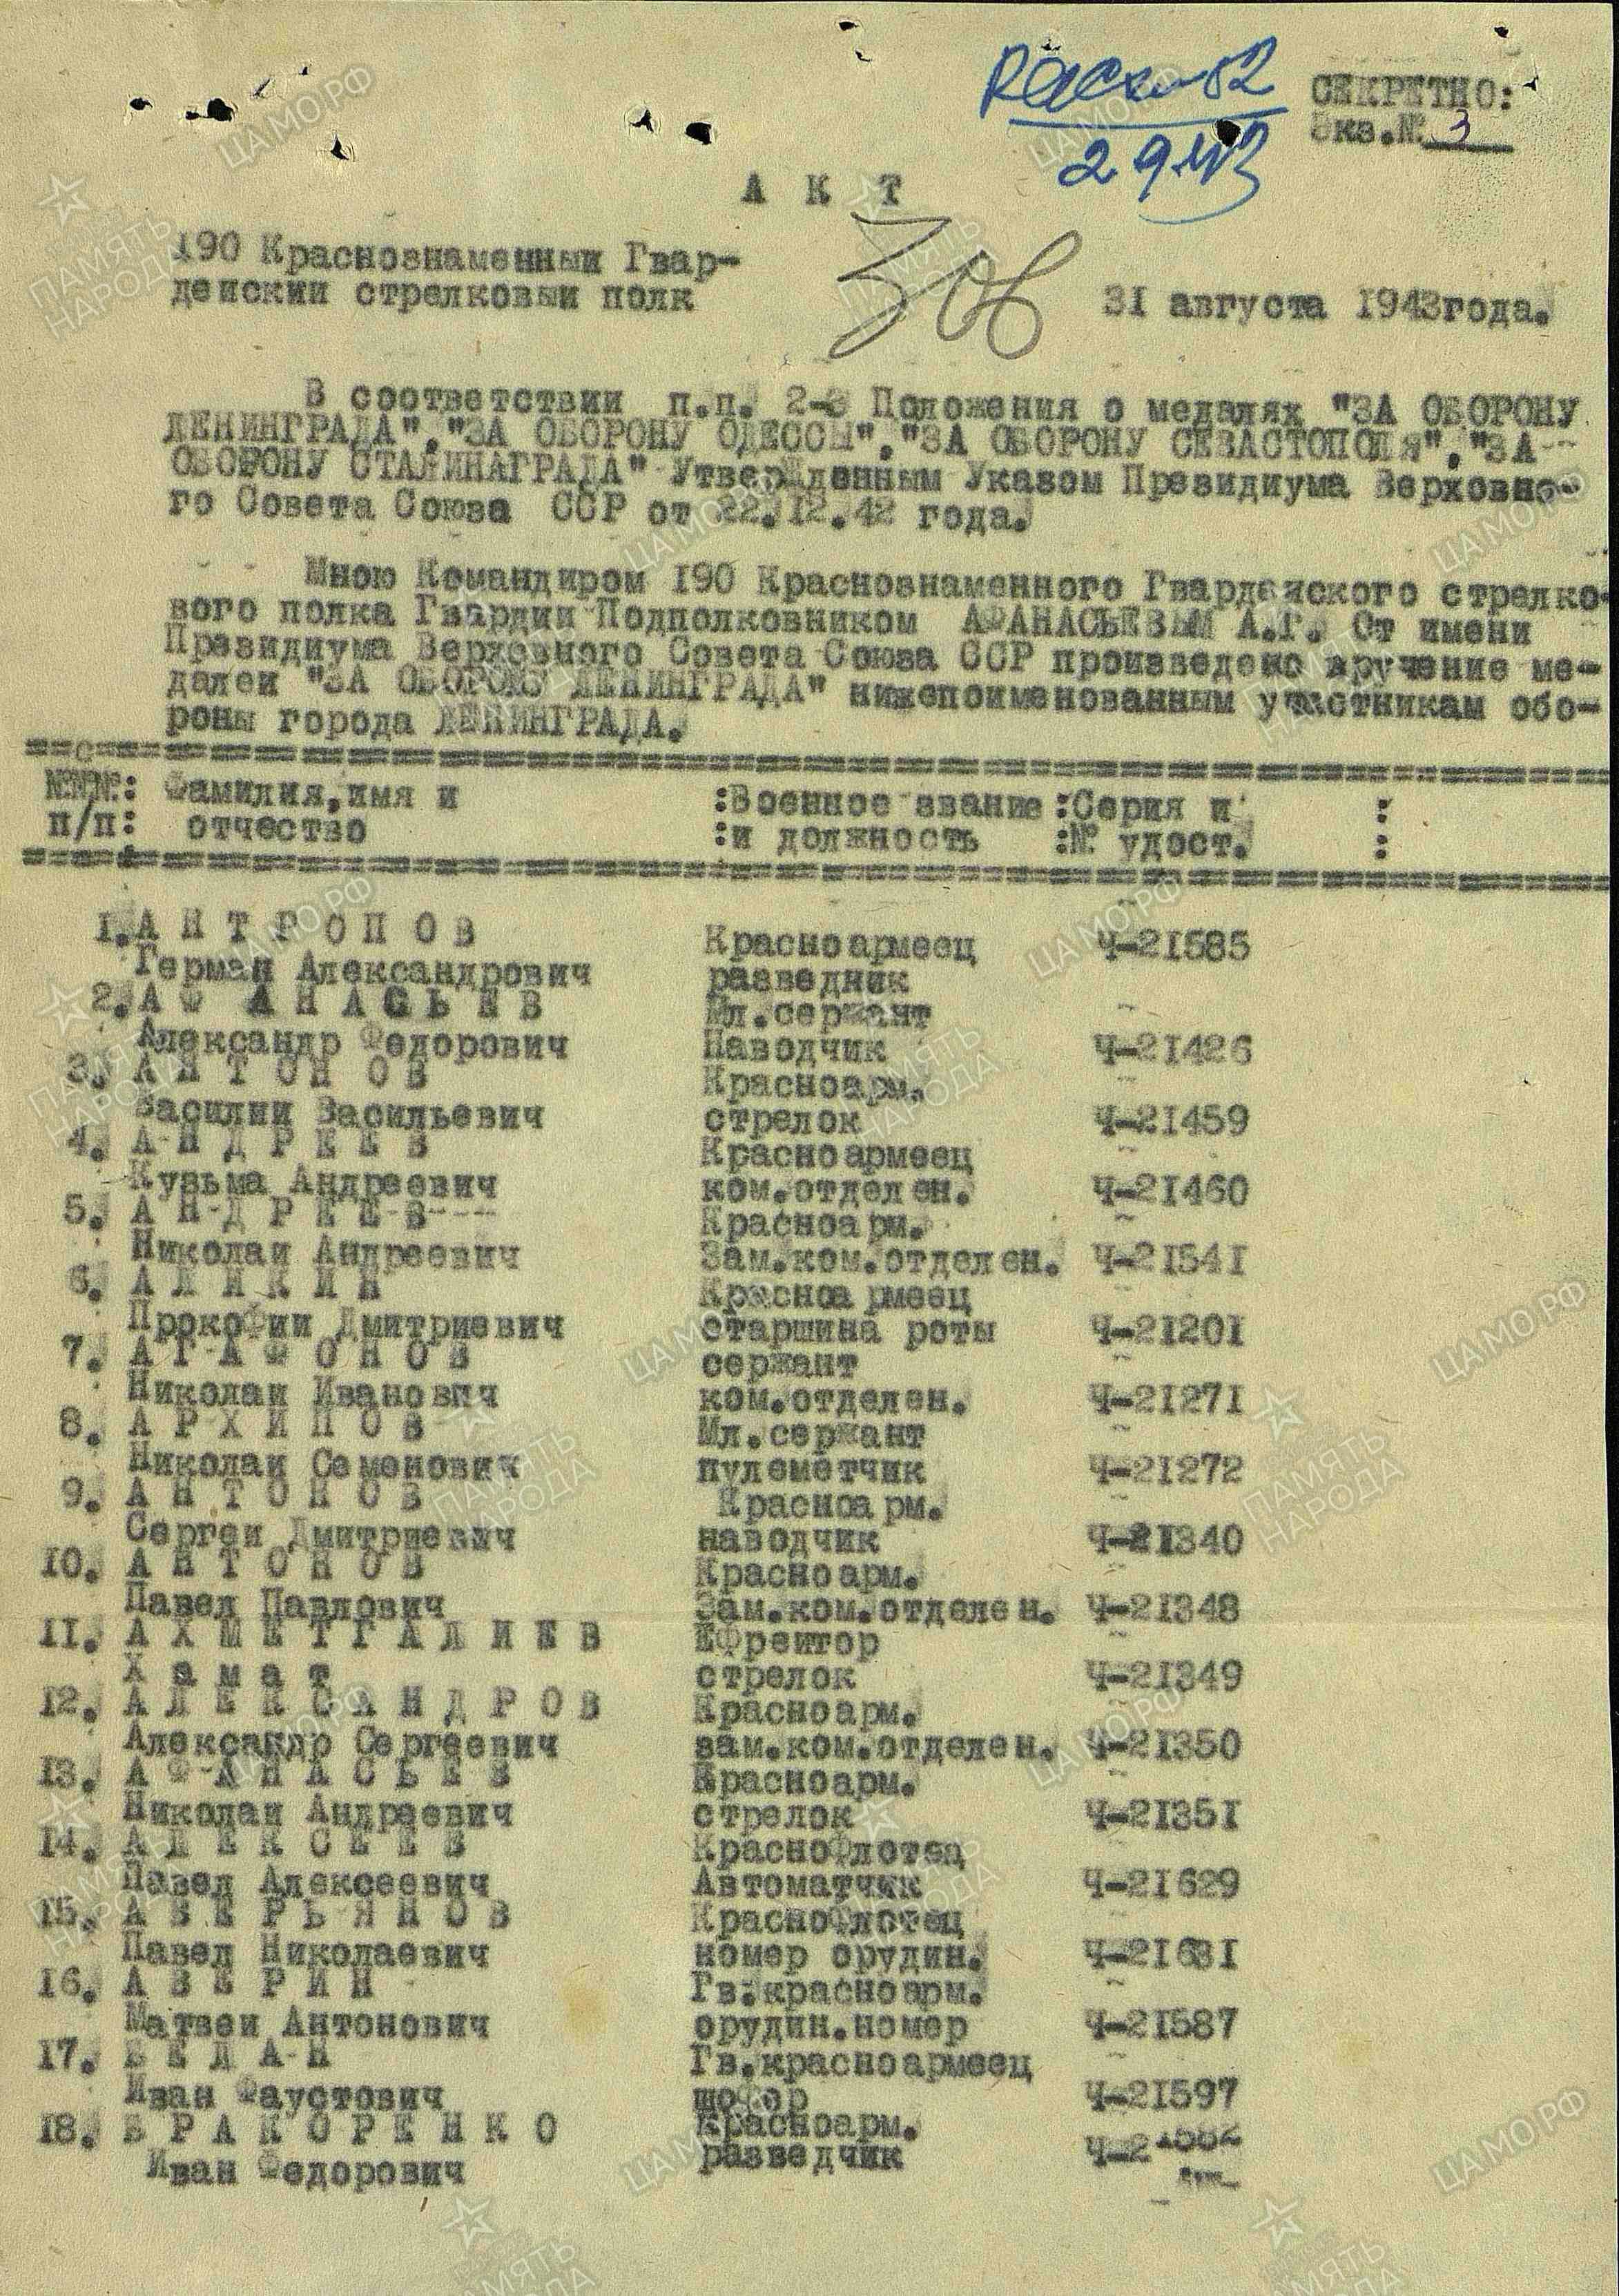 СЕКРЕТНО:
Экз.№ 3
29.43
А К Т
306
190 Краснознаменный Гвар-
дейский стрелковый полк
31 августа 1943года.
В соответствии п.п. 2-3 Положения о медалях "ЗА ОБОРОНУ
ЛЕНИНГРАДА","ЗА ОБОРОНУ ОДЕССЫ","ЗА ОБОРОНУ СЕВАСТОПОЛЯ","ЗА
ОБОРОНУ СТАЛИНАГРАДА" Утвержденным Указом Президиума Верховно-
го Совета Союза ССР от 22.12.42 года.
Мною Командиром 190 Краснознаменного Гвардейского стрелко-
вого полка Гвардии Подполковником АФАНАСЬЕВЫМ А.Г. От имени
Президиума Верховного Совета Союза ССР произведено вручение ме-
далей "ЗА ОБОРОНУ ЛЕНИНГРАДА" нижепоименованным участникам обо-
роны города ЛЕНИНГРАДА.
№№№: Фамилия,имя и :Военное звание :Серия и :
п/п: отчество :и должность :№ удост. :
1. А Н Т Р О П О В Красноармеец Ч-21585
Герман Александрович разведник
2. А Ф А Н А С Ь Е В Мл.сержант
Александр Федорович Наводчик Ч-21426
3. А Н Т О Н О В Красноарм.
Василий Васильевич стрелок Ч-21459
4. А Н Д Р Е Е В Красноармеец
Кузьма Андреевич ком.отделен. Ч-21460
5. А Н Д Р Е Е В Красноарм.
Николай Андреевич Зам.ком.отделен. Ч-21541
6. А Н И К И Н Красноармеец
Прокофий Дмитриевич старшина роты Ч-21201
7. А Г А Ф О Н О В сержант
Николай Иванович ком.отделен. Ч-21271
8. А Р Х И П О В Мл.сержант
Николай Семенович пулеметчик Ч-21272
9. А Н Т О Н О В Красноарм.
Сергей Дмитриевич наводчик Ч-21340
10. А Н Т О Н О В Красноарм.
Павел Павлович Зам.ком.отделен. Ч-21348
11. А Х М Е Т Г А Л И Е В Ефрейтор
Х а м а т стрелок Ч-21349
12. А Л Е К С А Н Д Р О В Красноарм.
Александр Сергеевич зам.ком.отделен. Ч-21350
13. А Ф А Н А С Ь Е В Красноарм.
Николай Андреевич стрелок Ч-21351
14. А Л Е К С Е Е В Краснофлотец
Павел Алексеевич Автоматчик Ч-21629
15. А В Е Р Ь Я Н О В Краснофлотец
Павел Николаевич номер орудин. Ч-21631
16. А В Е Р И Н Гв.красноарм.
Матвей Антонович орудин.номер Ч-21587
17. Б Е Д А Н Гв.красноармеец
Иван Фаустович шофер Ч-21597
18. Б Р А К О Р Е Н К О Красноарм.
Иван Федорович разведчик
ЦАМО РФ
ПАМЯТЬ НАРОДА